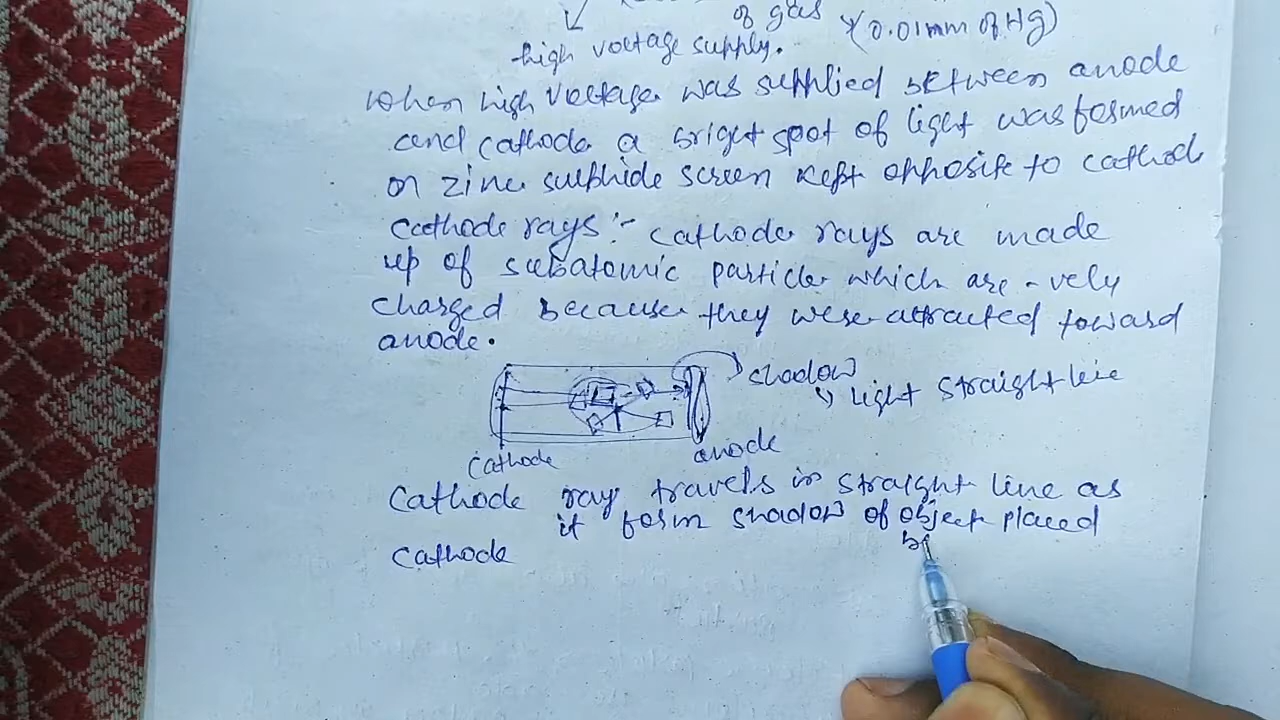 of gas (0.01mm of Hg)
high voltage supply.
when high voltage was supplied between anode
and cathode a bright spot of light was formed
on zinc sulphide screen kept opposite to cathode
cathode rays :- cathode rays are made
up of subatomic particle which are -vely
charged because they were attracted toward
anode.
shadow
light straight line
cathode
anode
Cathode ray travels in straight line as
it form shadow of object placed
be
cathode